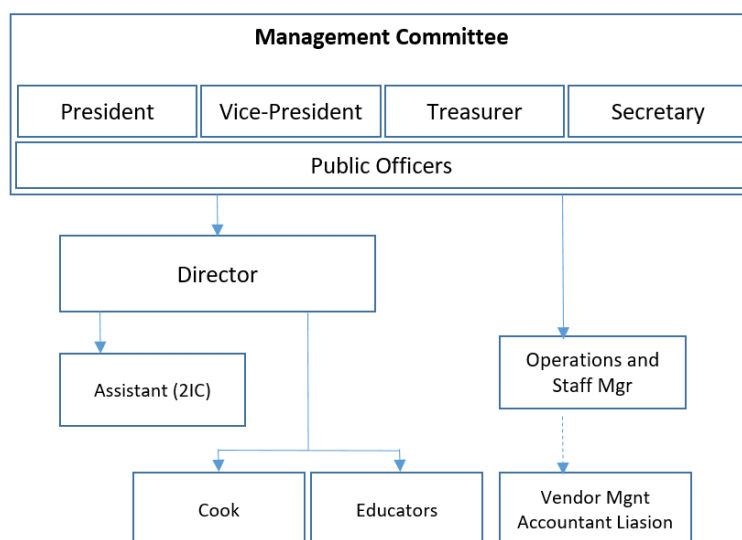 Management Committee
President
Vice-President
Treasurer
Secretary
Public Officers
Director
Operations and
Staff Mgr
Assistant (2IC)
Cook
Educators
Vendor Mgnt
Accountant Liasion